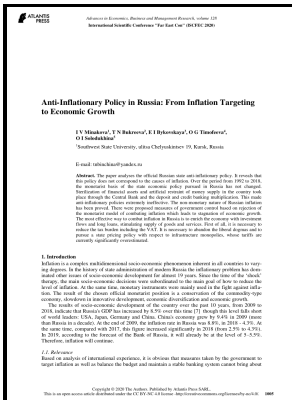 ATLANTIS
PRESS
Advances in Economics, Business and Management Research, volume 128
International Scientific Conference "Far East Con" (ISCFEC 2020)
Anti-Inflationary Policy in Russia: From Inflation Targeting
to Economic Growth
I V Minakova¹, T N Bukreeva¹, E I Bykovskaya¹, O G Timofeeva¹,
O I Solodukhina¹
¹Southwest State University, ulitsa Chelyuskintsev 19, Kursk, Russia
E-mail: tnbinchina@yandex.ru
Abstract. The paper analyses the official Russian state anti-inflationary policy. It reveals that
this policy does not correspond to the causes of inflation. Over the period from 1992 to 2018,
the monetarist basis of the state economic policy pursued in Russia has not changed.
Sterilization of financial assets and artificial restraint of money supply in the country took
place through the Central Bank and the deposit and credit banking multiplication. This made
anti-inflationary policies extremely ineffective. The non-monetary nature of Russian inflation
has been proved. There were proposed measures of government control based on rejection of
the monetarist model of combating inflation which leads to stagnation of economic growth.
The most effective way to combat inflation in Russia is to enrich the economy with investment
flows and long loans, stimulating supply of goods and services. First of all, it is necessary to
reduce the tax burden including the VAT. It is necessary to abandon the liberal dogmas and to
pursue a state pricing policy with respect to infrastructure monopolies, whose tariffs are
currently significantly overestimated.
1. Introduction
Inflation is a complex multidimensional socio-economic phenomenon inherent in all countries to vary-
ing degrees. In the history of state administration of modern Russia the inflationary problem has dom-
inated other issues of socio-economic development for almost 19 years. Since the time of the "shock"
therapy, the main socio-economic decisions were subordinated to the main goal of how to reduce the
level of inflation. At the same time, monetary instruments were mainly used in the fight against infla-
tion. The result of the chosen official monetarist position is a conservation of the commodity-type
economy, slowdown in innovative development, economic diversification and economic growth.
The results of socio-economic development of the country over the past 10 years, from 2009 to
2018, indicate that Russia's GDP has increased by 8.5% over this time [7] though this level falls short
of world leaders: USA, Japan, Germany and China. China's economy grew by 9.4% in 2009 (more
than Russia in a decade). At the end of 2009, the inflation rate in Russia was 8.8%, in 2018 – 4.3%. At
the same time, compared with 2017, this figure increased significantly in 2018 (from 2.5% to 4.3%).
In 2019, according to the forecast of the Bank of Russia, it will already be at the level of 5–5.5%.
Therefore, inflation will continue.
1.1. Relevance
Based on analysis of international experience, it is obvious that measures taken by the government to
target inflation as well as balance the budget and maintain a stable banking system cannot bring about
Copyright © 2020 The Authors. Published by Atlantis Press SARL.
This is an open access article distributed under the CC BY-NC 4.0 license -http://creativecommons.org/licenses/by-nc/4.0/.
1005